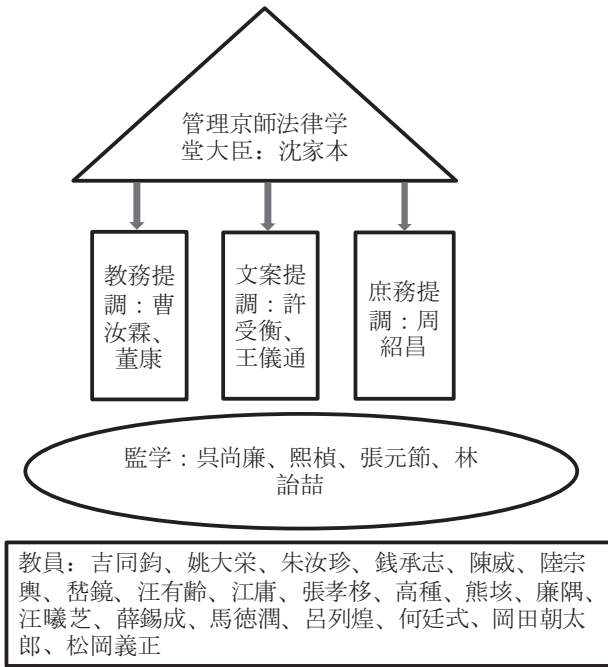 管理京師法律学
堂大臣：沈家本
教務提
調：曹
汝霖、
董康
文案提
調：許
受衡、
王儀通
庶務提
調：周
紹昌
監学：呉尚廉、熙楨、張元節、林
詒喆
教員：吉同鈞、姚大栄、朱汝珍、銭承志、陳威、陸宗
輿、嵆鏡、汪有齢、江庸、張孝栘、高種、熊垓、廉隅、
汪曦芝、薛錫成、馬徳潤、呂列煌、何廷式、岡田朝太
郎、松岡義正